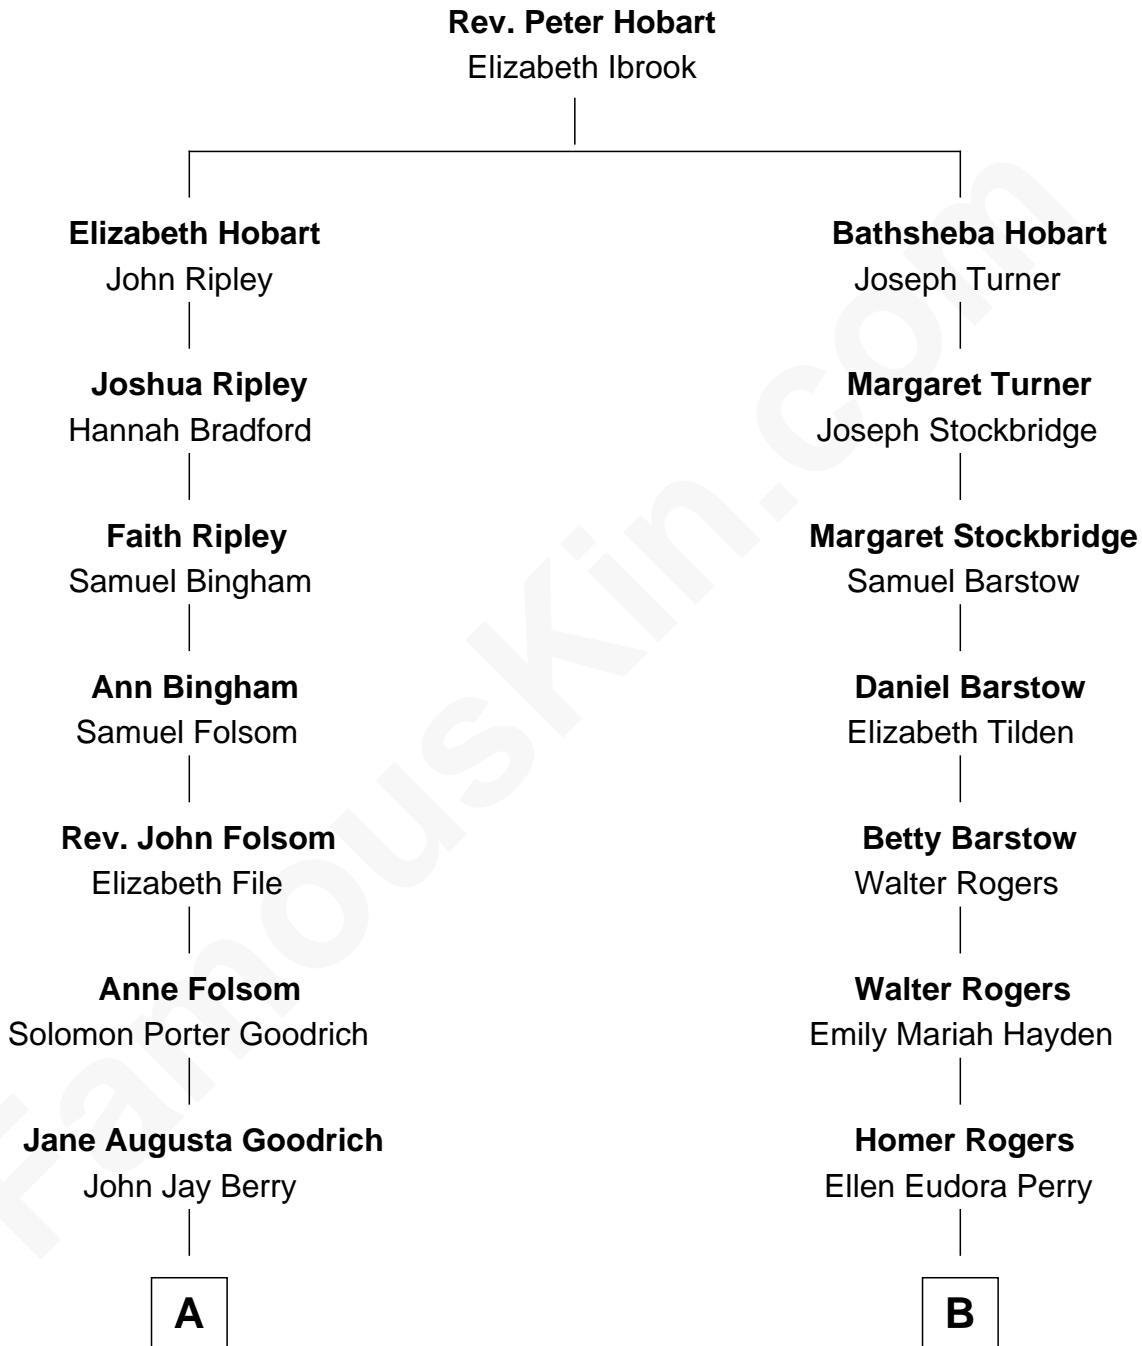 Rev. Peter Hobart
Elizabeth Ibrook
Elizabeth Hobart
John Ripley
Bathsheba Hobart
Joseph Turner
Joshua Ripley
Hannah Bradford
Margaret Turner
Joseph Stockbridge
Faith Ripley
Samuel Bingham
Margaret Stockbridge
Samuel Barstow
Ann Bingham
Samuel Folsom
Daniel Barstow
Elizabeth Tilden
Rev. John Folsom
Elizabeth File
Betty Barstow
Walter Rogers
Anne Folsom
Solomon Porter Goodrich
Walter Rogers
Emily Mariah Hayden
Jane Augusta Goodrich
John Jay Berry
Homer Rogers
Ellen Eudora Perry
A
B
FamousKin.com